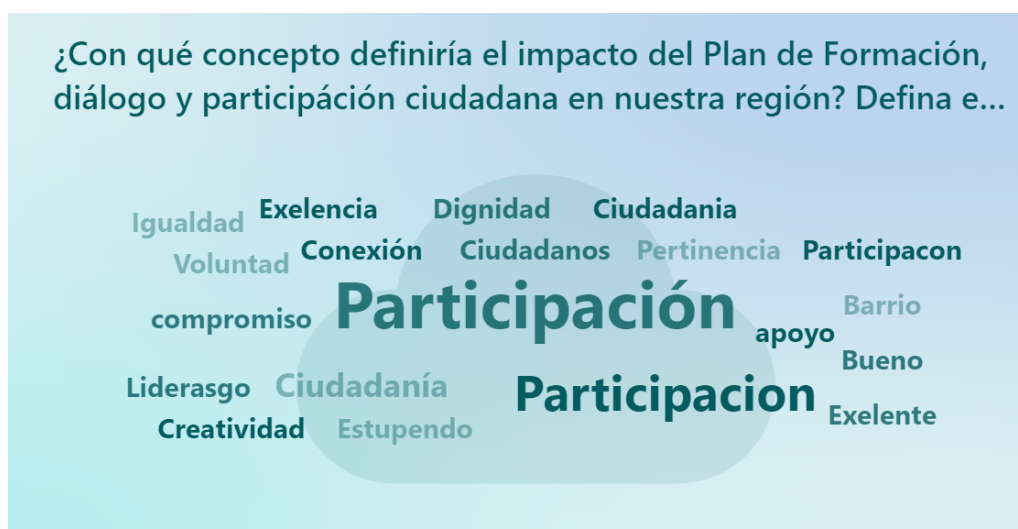 ¿Con qué concepto definiría el impacto del Plan de Formación,
diálogo y participáción ciudadana en nuestra región? Defina e...
Igualdad Exelencia Dignidad Ciudadania
Voluntad Conexión Ciudadanos Pertinencia Participacon
compromiso Participación apoyo Barrio
Bueno
Liderasgo Ciudadanía Participacion Exelente
Creatividad Estupendo